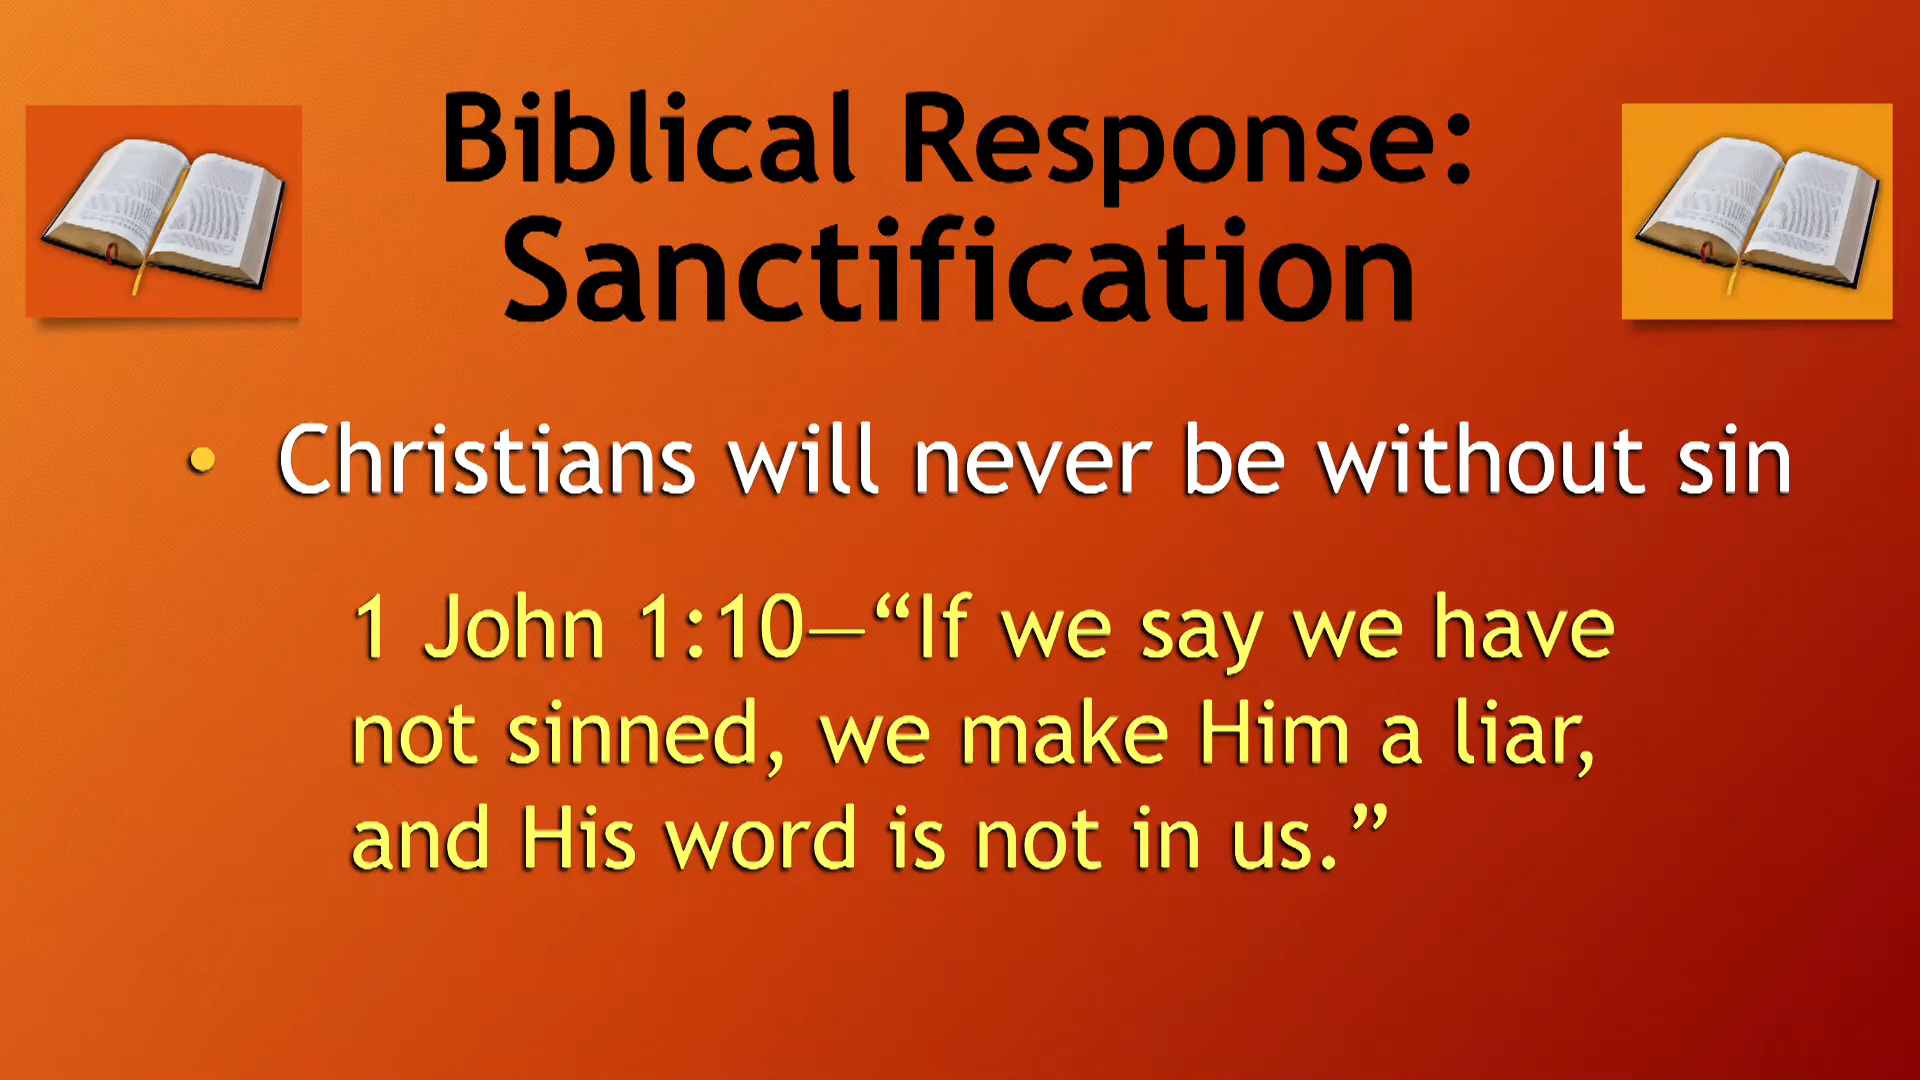 Biblical Response:
Sanctification
• Christians will never be without sin
1 John 1:10—“If we say we have
not sinned, we make Him a liar,
and His word is not in us.”